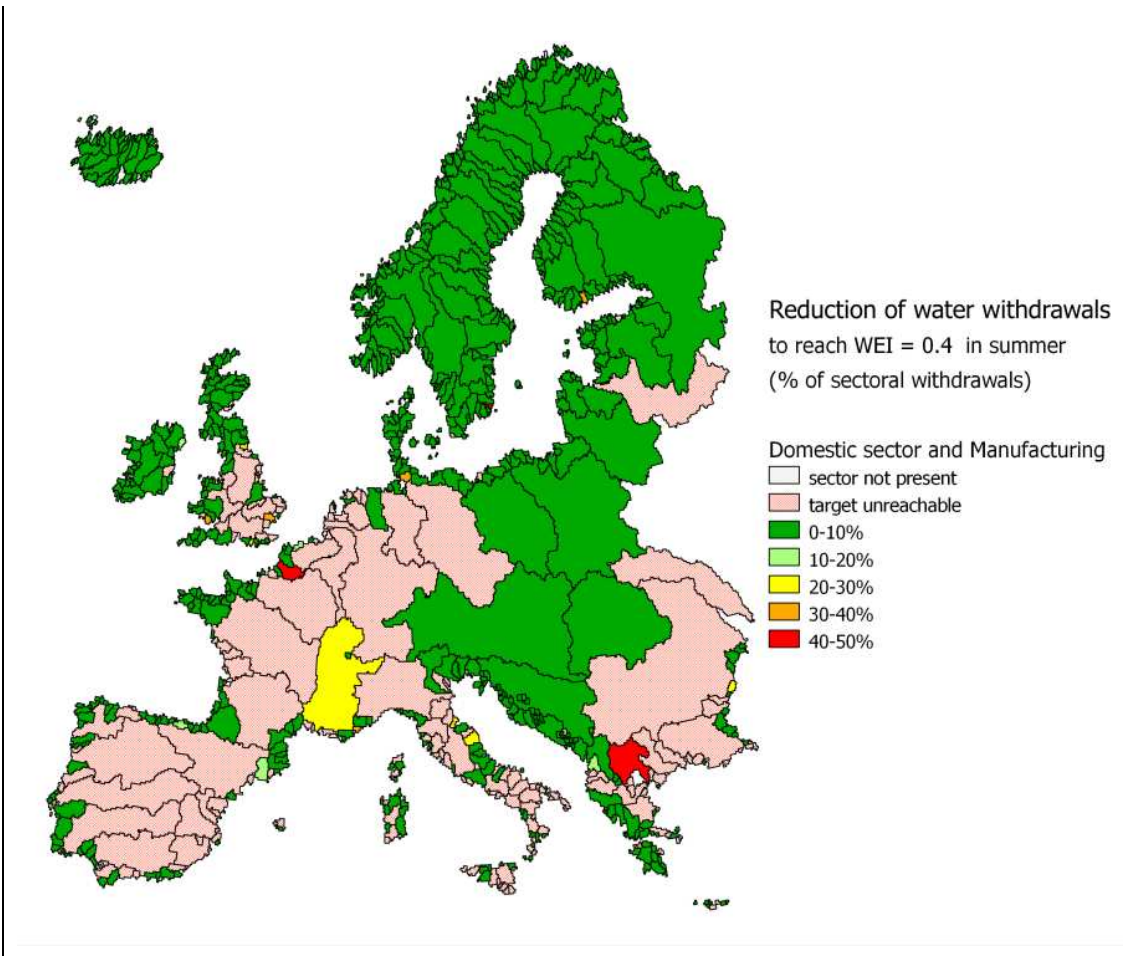 Reduction of water withdrawals
to reach WEI = 0.4 in summer
(% of sectoral withdrawals)
Domestic sector and Manufacturing
sector not present
target unreachable
0-10%
10-20%
20-30%
30-40%
40-50%